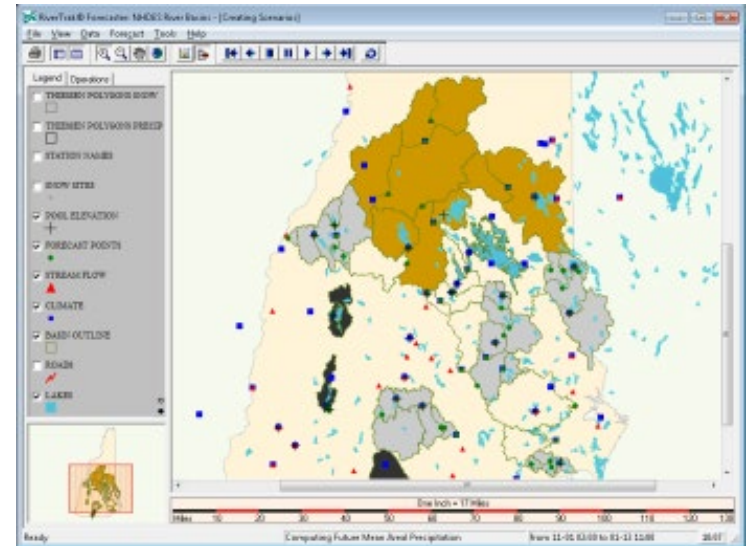 RiverTrak® Forecaster: NHDES River Basins - [Creating Scenarios]
File View Data Forecast Tools Help
Legend Operations
THEISSEN POLYGONS SNOW
THEISSEN POLYGONS PRECIP
STATION NAMES
SNOW SITES
POOL ELEVATION
FORECAST POINTS
STREAM FLOW
CLIMATE
BASIN OUTLINE
ROADS
LAKES
One Inch = 17 Miles
Miles 10 20 30 40 50 60 70 80 90 100 110 120 130
Ready Computing Future Mean Areal Precipitation